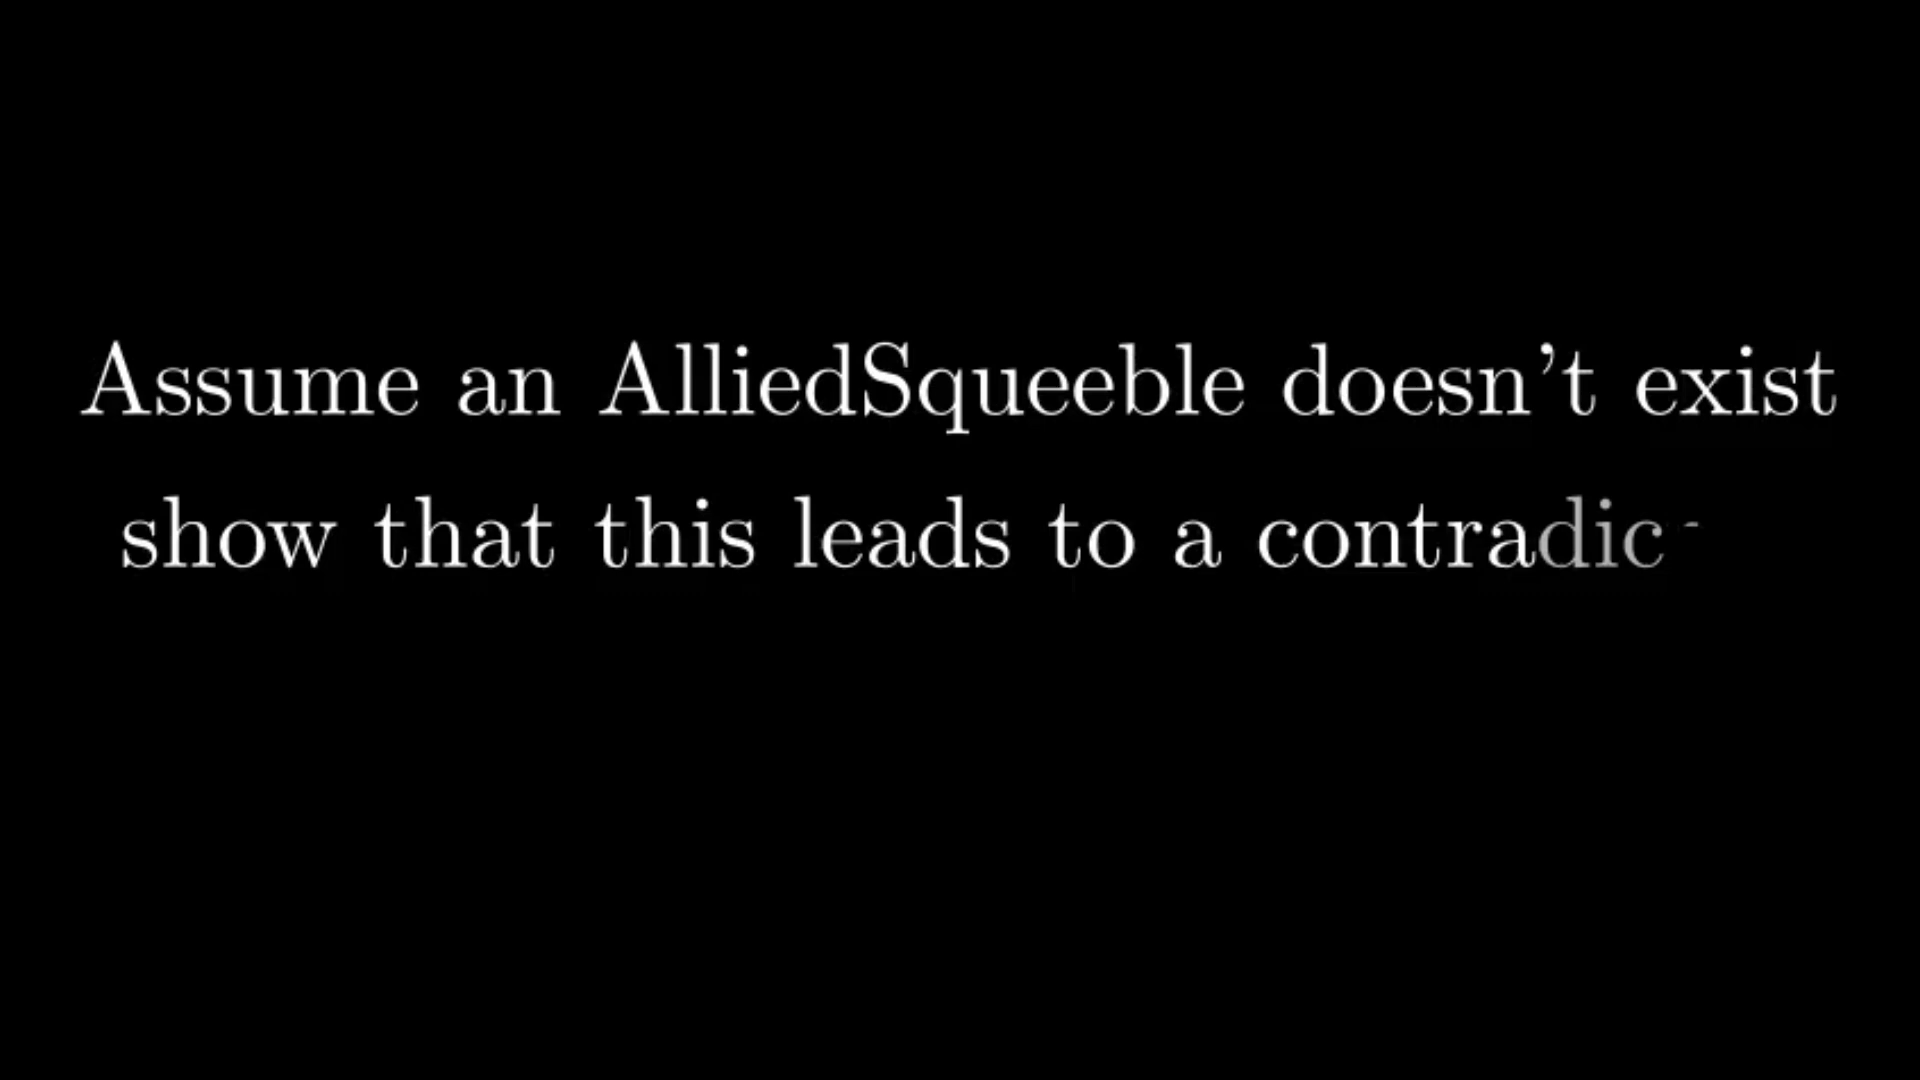 Assume an AlliedSqueeble doesn't exist
show that this leads to a contradic